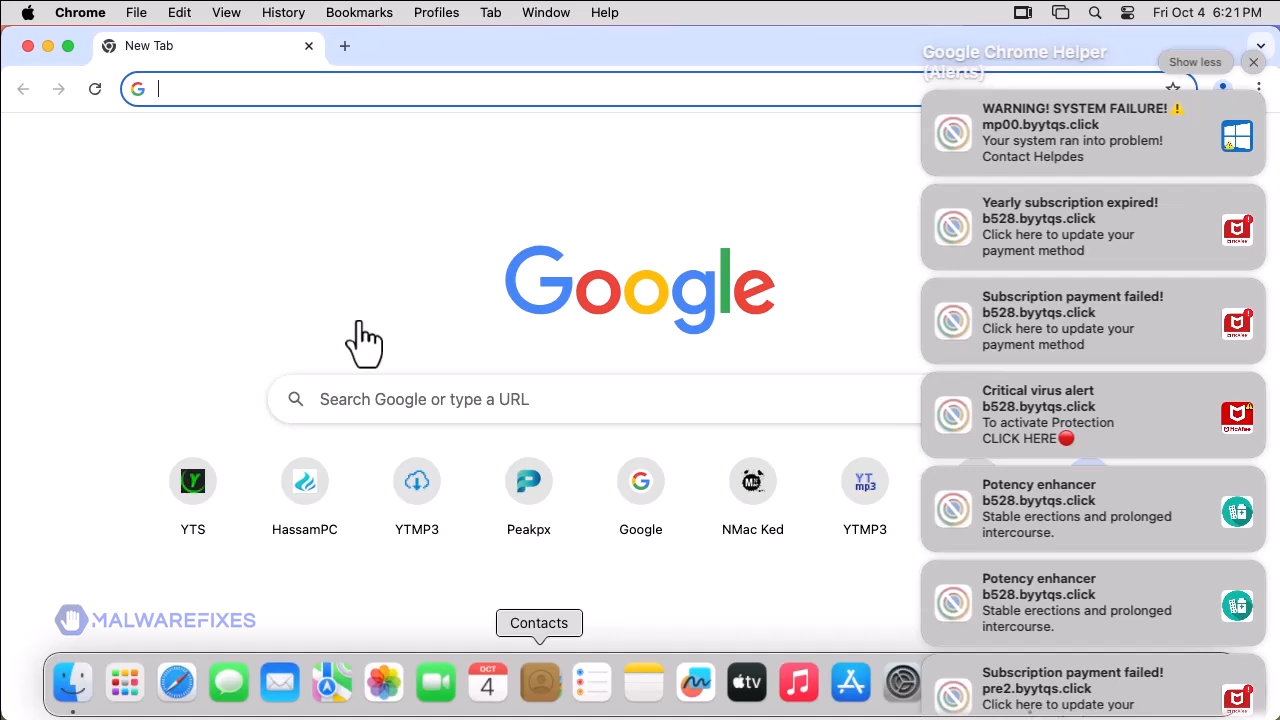 Chrome File Edit View History Bookmarks Profiles Tab Window Help Fri Oct 4 6:21 PM
New Tab
Google Chrome Helper
(Alerts)
Show less
WARNING! SYSTEM FAILURE! ⚠️
mp00.byytqs.click
Your system ran into problem!
Contact Helpdes
Yearly subscription expired!
b528.byytqs.click
Click here to update your
payment method
Subscription payment failed!
b528.byytqs.click
Click here to update your
payment method
Critical virus alert
b528.byytqs.click
To activate Protection
CLICK HERE🔴
McAfee
Potency enhancer
b528.byytqs.click
Stable erections and prolonged
intercourse.
Potency enhancer
b528.byytqs.click
Stable erections and prolonged
intercourse.
Subscription payment failed!
pre2.byytqs.click
Click here to update your
Google
Search Google or type a URL
YT
mp3
YTS HassamPC YTMP3 Peakpx Google NMac Ked YTMP3
MALWAREFIXES
Contacts
OCT
4
tv